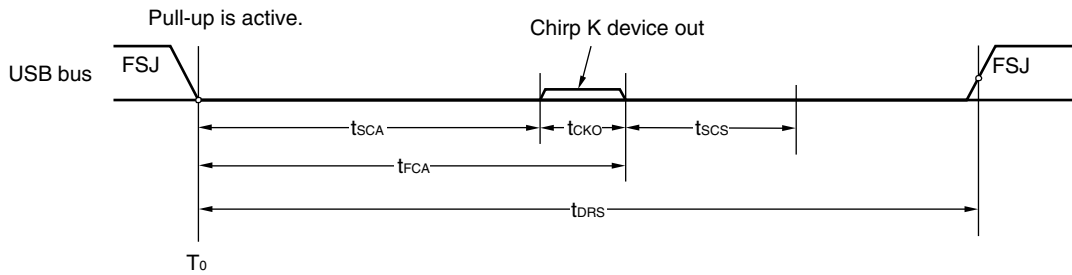 Pull-up is active.
Chirp K device out
USB bus
FSJ
FSJ
tSCA
tCKO
tSCS
tFCA
tDRS
T0